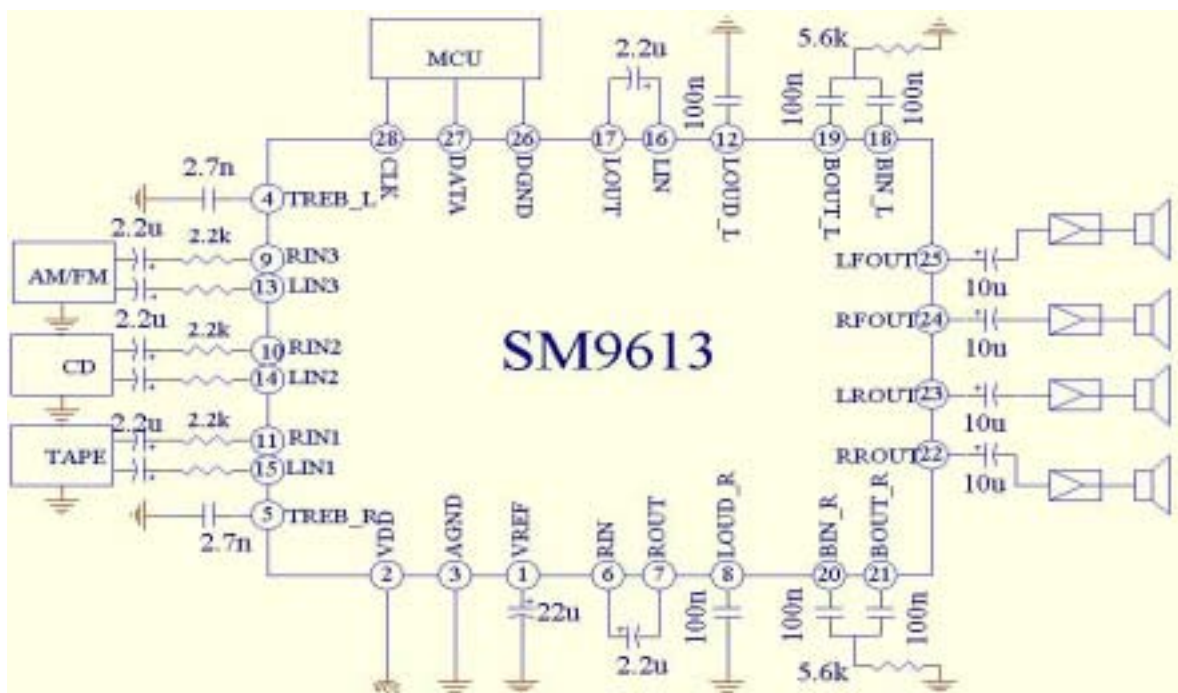 MCU
2.2u
100n
5.6k
100n
100n
28
27
26
17
16
12
19
18
CLK
DATA
DGND
LOUT
LIN
LOUD_L
BOUT_L
BIN_L
2.7n
4
TREB_L
2.2u
2.2k
AM/FM
9
RIN3
13
LIN3
2.2u
2.2k
CD
10
RIN2
14
LIN2
2.2u
2.2k
TAPE
11
RIN1
15
LIN1
5
TREB_R
2.7n
SM9613
LFOUT
25
10u
RFOUT
24
10u
LROUT
23
10u
RROUT
22
10u
VDD
AGND
VREF
RIN
ROUT
LOUD_R
BIN_R
BOUT_R
2
3
1
6
7
8
20
21
22u
2.2u
100n
100n
100n
5.6k
VCC